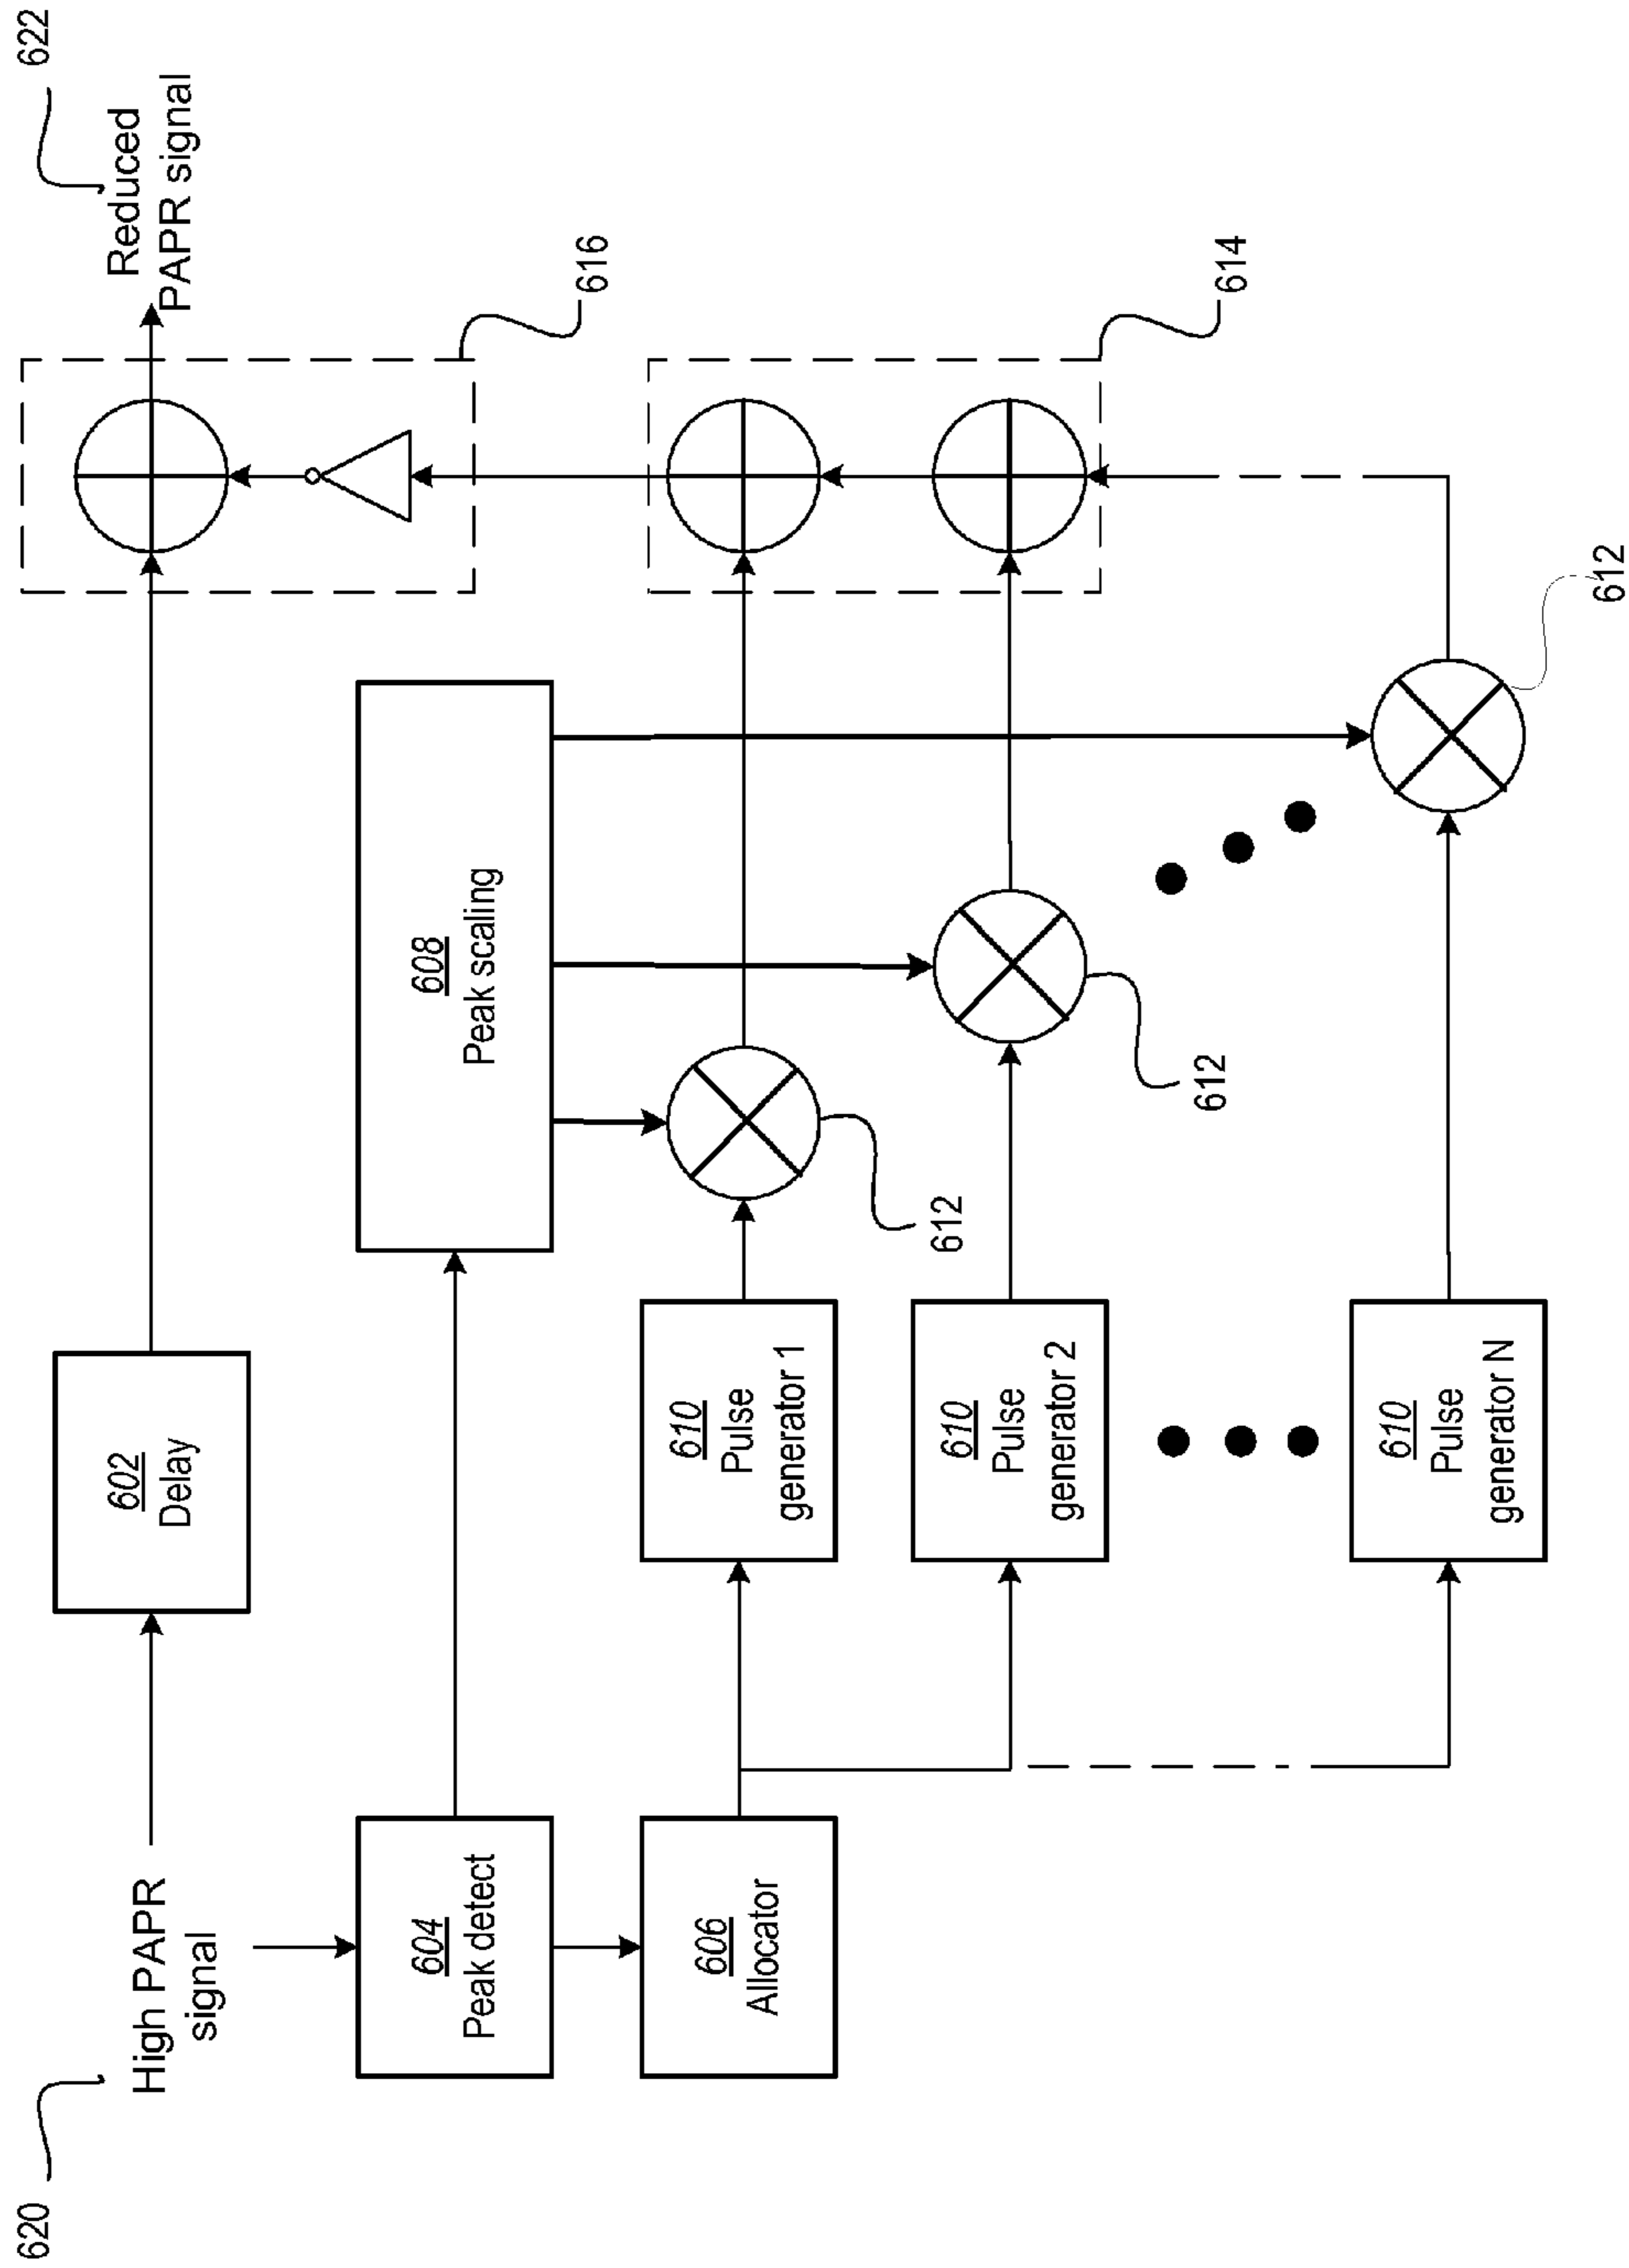 620
High PAPR
signal
602
Delay
Reduced
PAPR signal
622
604
Peak detect
608
Peak scaling
616
606
Allocator
610
Pulse
generator 1
612
610
Pulse
generator 2
612
614
610
Pulse
generator N
612